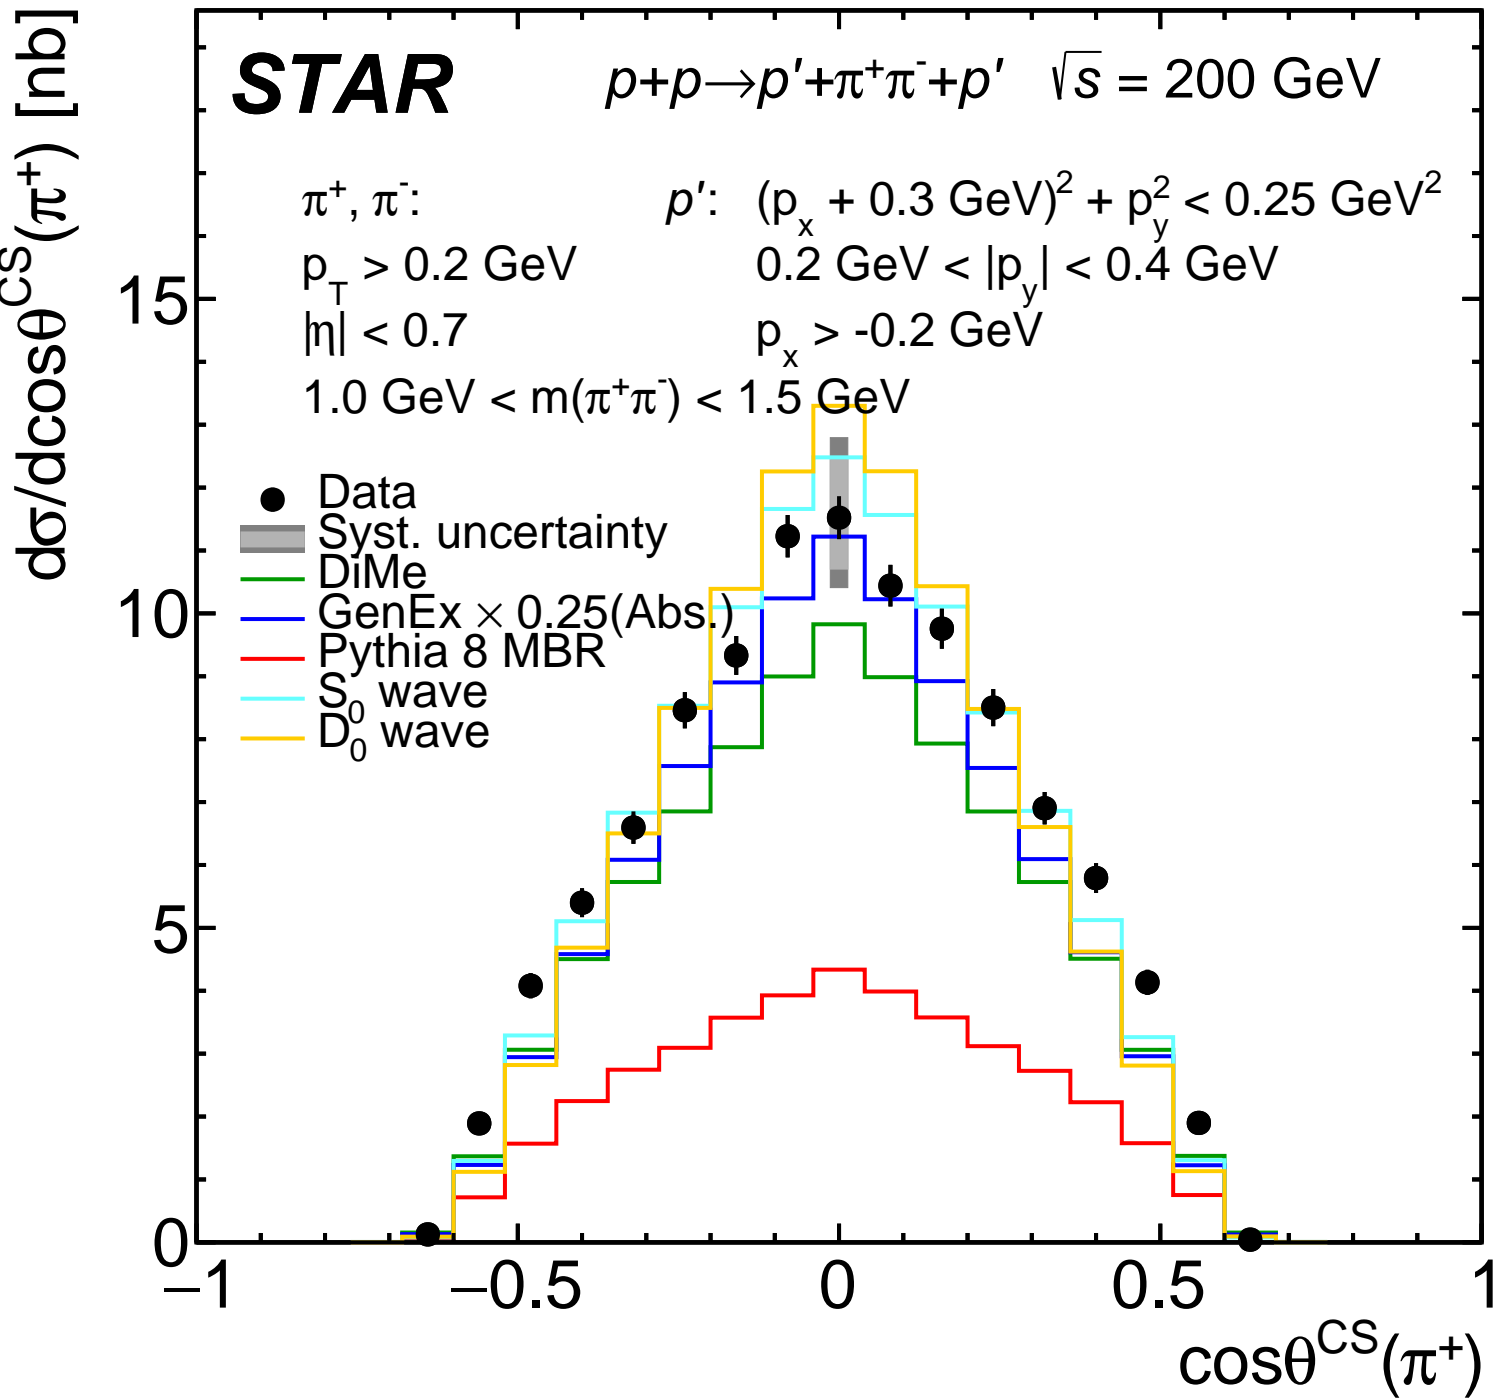 dσ/dcosθ^CS(π⁺) [nb]
STAR p+p→p′+π⁺π⁻+p′ √s = 200 GeV
π⁺, π⁻: p′: (p_x + 0.3 GeV)² + p_y² < 0.25 GeV²
p_T > 0.2 GeV 0.2 GeV < |p_y| < 0.4 GeV
|η| < 0.7 p_x > -0.2 GeV
1.0 GeV < m(π⁺π⁻) < 1.5 GeV
Data
Syst. uncertainty
DiMe
GenEx × 0.25(Abs.)
Pythia 8 MBR
S₀ wave
D₀ wave
15
10
5
0
−1 −0.5 0 0.5 1
cosθ^CS(π⁺)